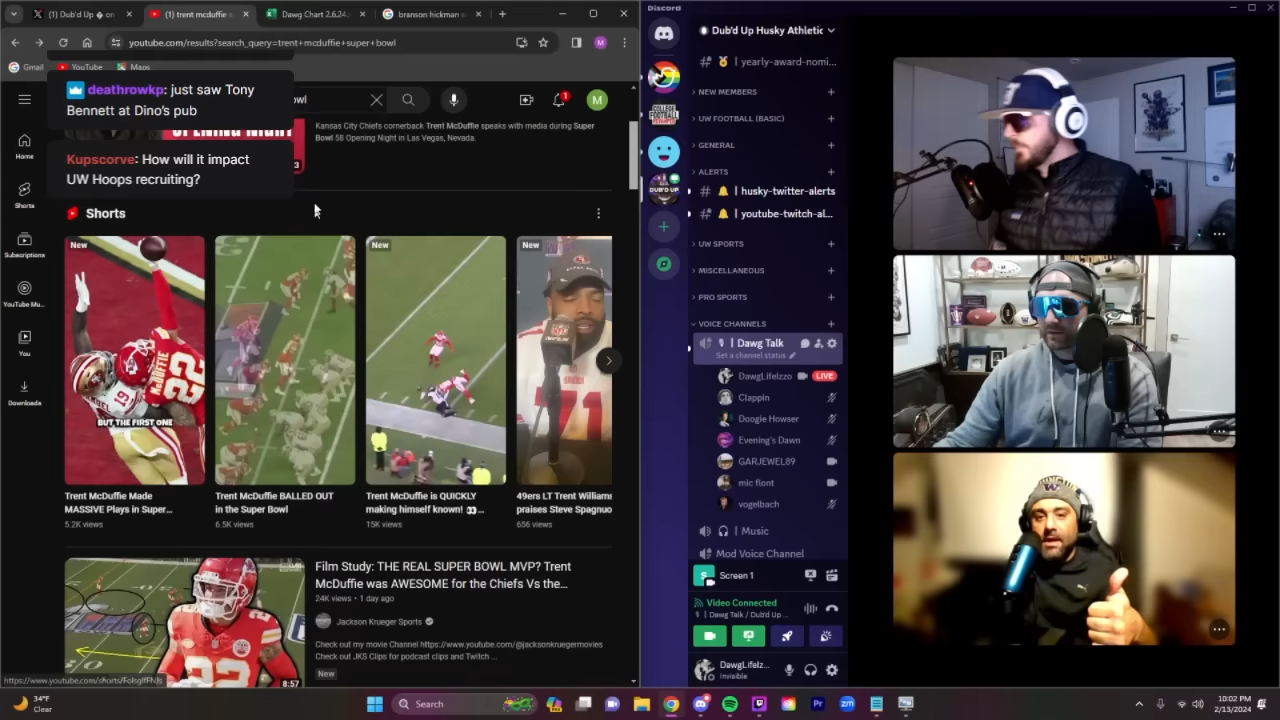 (1) Dub'd Up � on
(1) trent mcduffie s
Dawg Chart 2.6.24.
branson hickman
youtube.com/results?search_query=trent+mcduffie+super+bowl
M
Gmail
YouTube
Maps
deathrowkp: just saw Tony
Bennett at Dino's pub
Kupscorve: How will it impact
UW Hoops recruiting?
owl
1
M
Kansas City Chiefs cornerback Trent McDuffie speaks with media during Super
Bowl 58 Opening Night in Las Vegas, Nevada.
Home
Shorts
Subscriptions
YouTube Mu...
You
Downloads
Shorts
New
New
New
BUT THE FIRST ONE
Trent McDuffie Made
MASSIVE Plays in Super...
5.2K views
Trent McDuffie BALLED OUT
in the Super Bowl
6.5K views
Trent McDuffie is QUICKLY
making himself known! 👀...
15K views
49ers LT Trent Williams
praises Steve Spagnuo
656 views
Film Study: THE REAL SUPER BOWL MVP? Trent
McDuffie was AWESOME for the Chiefs Vs the...
24K views • 1 day ago
Jackson Krueger Sports
Check out my movie Channel https://www.youtube.com/@jacksonkruegermovies
Check out JKS Clips for podcast clips and Twitch ...
New
8:57
Discord
Dub'd Up Husky Athletic
# 🏅 | yearly-award-nomi...
NEW MEMBERS
UW FOOTBALL (BASIC)
GENERAL
ALERTS
# 🔔 | husky-twitter-alerts
# 🔔 | youtube-twitch-al...
UW SPORTS
MISCELLANEOUS
PRO SPORTS
VOICE CHANNELS
| Dawg Talk
Set a channel status
DawgLifeIzzo
LIVE
Clappin
Doogie Howser
Evening's Dawn
GARJEWEL89
mic flont
vogelbach
| Music
Mod Voice Channel
S
Screen 1
Video Connected
| Dawg Talk / Dub'd Up ...
DawgLifeIz...
Invisible
34°F
Clear
Search
Pr
zm
10:02 PM
2/13/2024